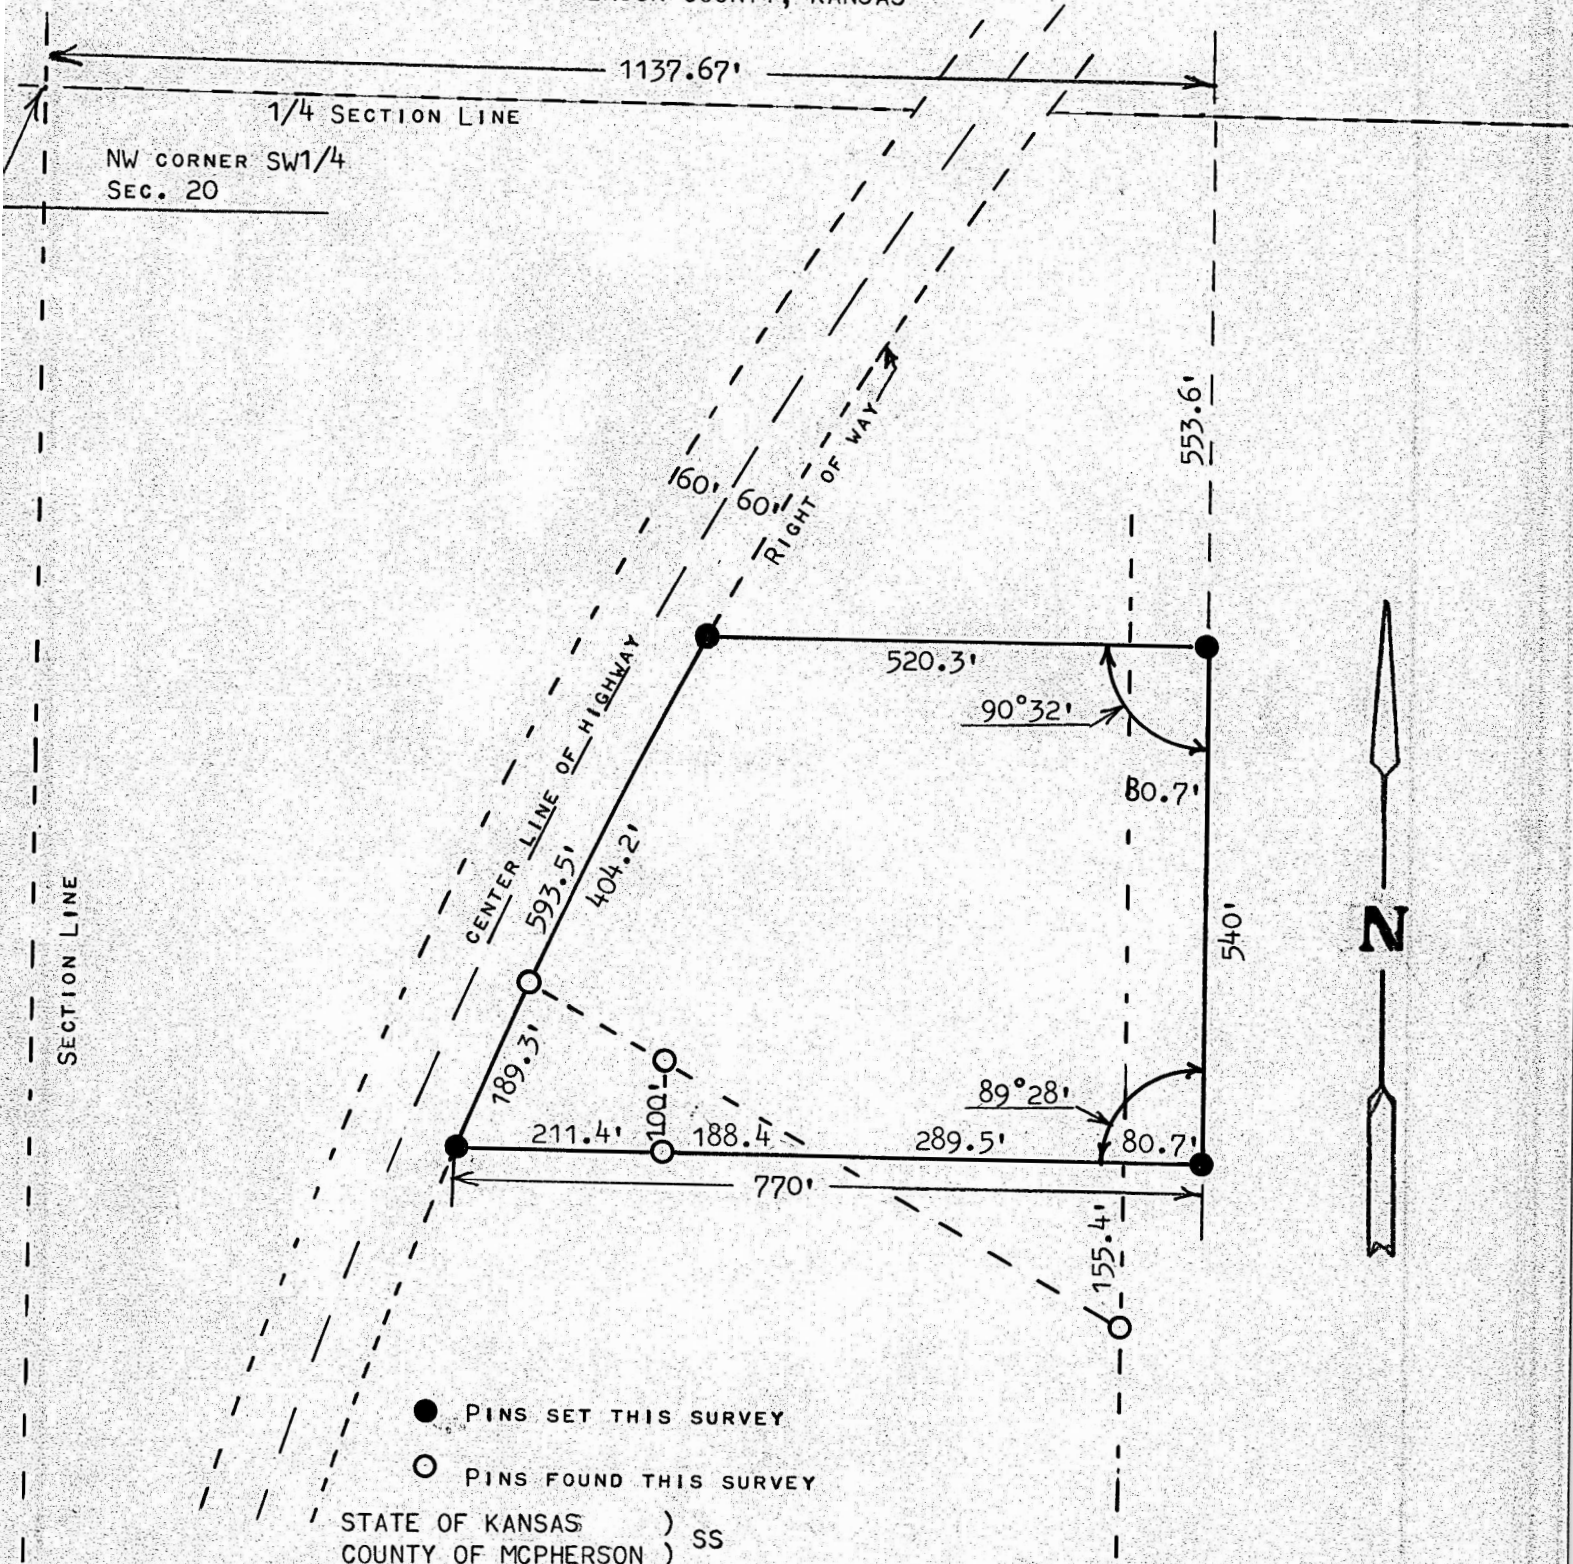 COUNTY, KANSAS
1137.67'
1/4 SECTION LINE
NW CORNER SW1/4
SEC. 20
553.6'
60' 60'
RIGHT OF WAY
520.3'
90°32'
80.7'
CENTER LINE OF HIGHWAY
593.5'
404.2'
540'
N
SECTION LINE
189.3'
100'
89°28'
211.4' 188.4 289.5' 80.7'
770'
155.4'
PINS SET THIS SURVEY
PINS FOUND THIS SURVEY
STATE OF KANSAS )
SS
COUNTY OF MCPHERSON )